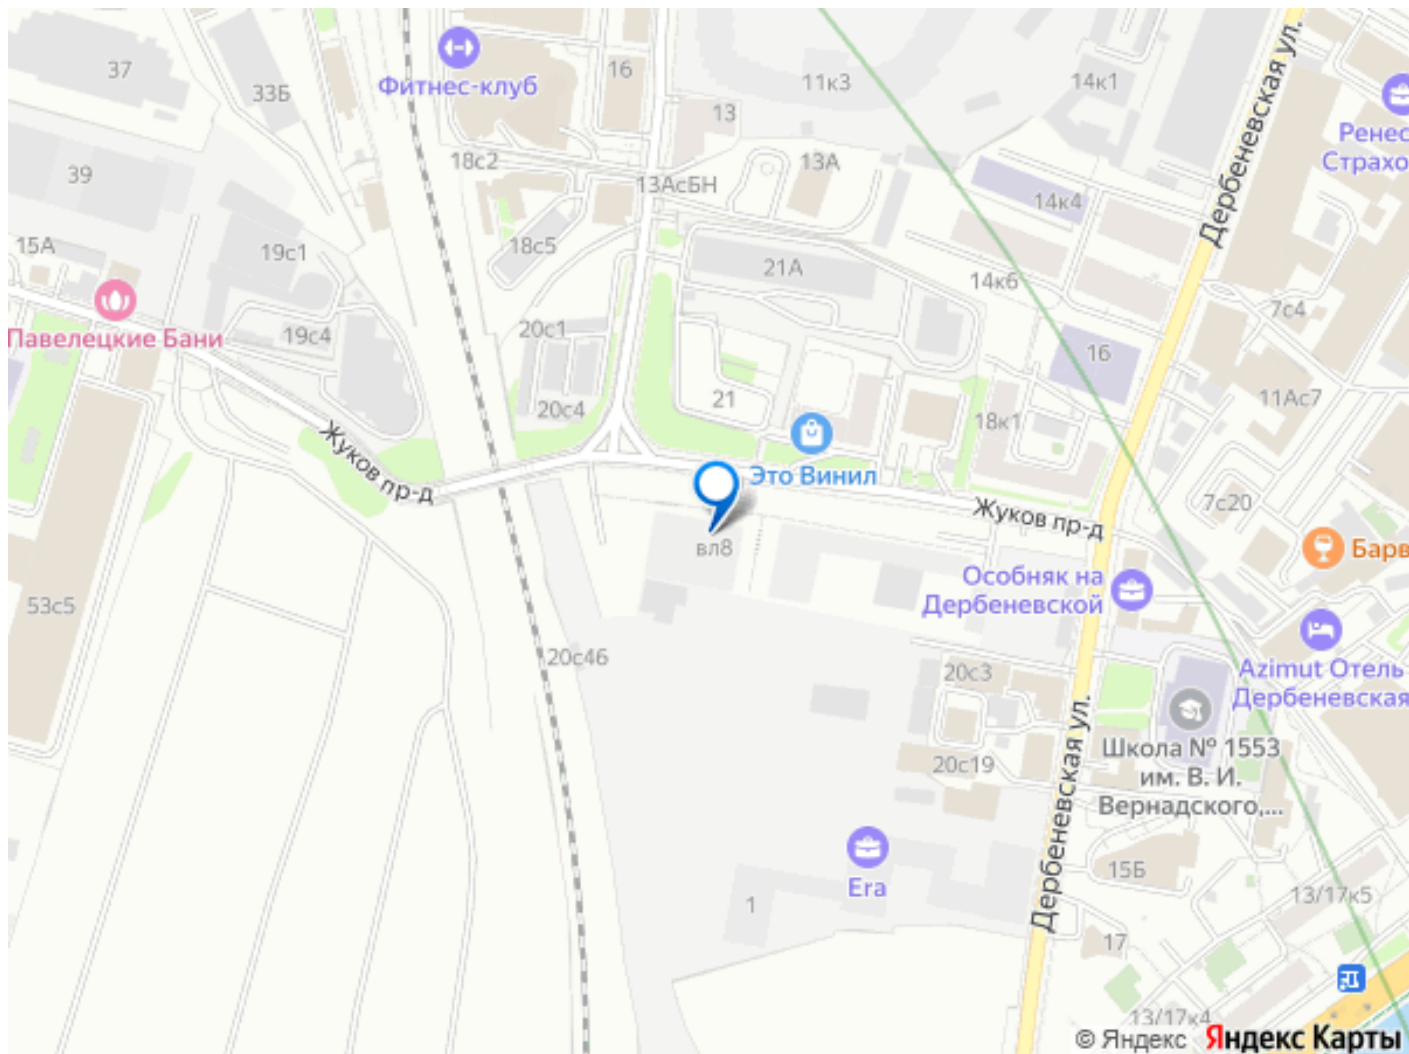 37
33Б
Фитнес-клуб
16
11к3
14к1
Дербеневская ул.
Ренес
Страхо
13
18с2
39
13А
13АсБН
14к4
15А
19с1
18с5
21А
14к6
7с4
Павелецкие Бани
19с4
20с1
16
21
20с4
18к1
11Ас7
Жуков пр-д
Это Винил
7с20
Жуков пр-д
вл8
Барв
Особняк на
Дербеневской
53с5
20с46
20с3
Azimut Отель
Дербеневская
Дербеневская ул.
Школа № 1553
им. В. И.
Вернадского,...
20с19
Era
15Б
13/17к5
1
17
13/17к4
© Яндекс Яндекс Карты